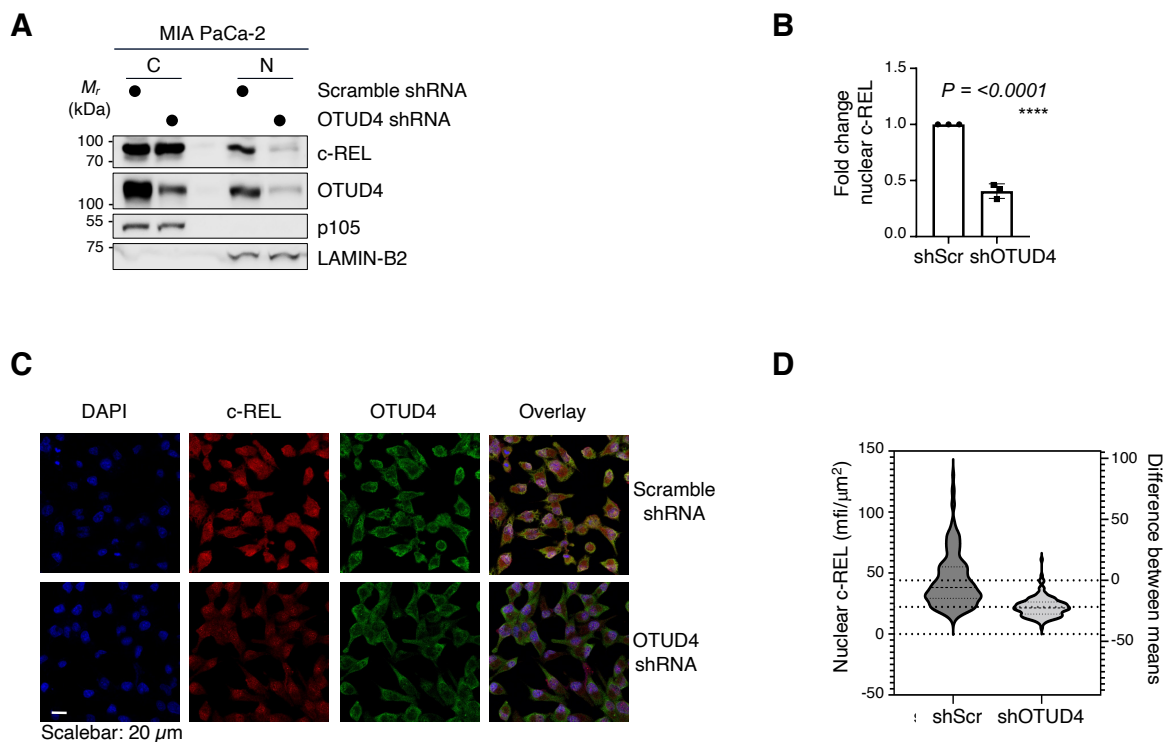 A
MIA PaCa-2
C N
Mr
(kDa)
Scramble shRNA
OTUD4 shRNA
100
70
c-REL
100
OTUD4
55
p105
75
LAMIN-B2
B
Fold change
nuclear c-REL
1.5
1.0
0.5
0.0
P = <0.0001
****
shScr shOTUD4
C
DAPI c-REL OTUD4 Overlay
Scramble
shRNA
OTUD4
shRNA
Scalebar: 20 µm
D
Nuclear c-REL (mfi/µm²)
150
100
50
0
-50
100
50
0
-50
Difference between means
shScr shOTUD4